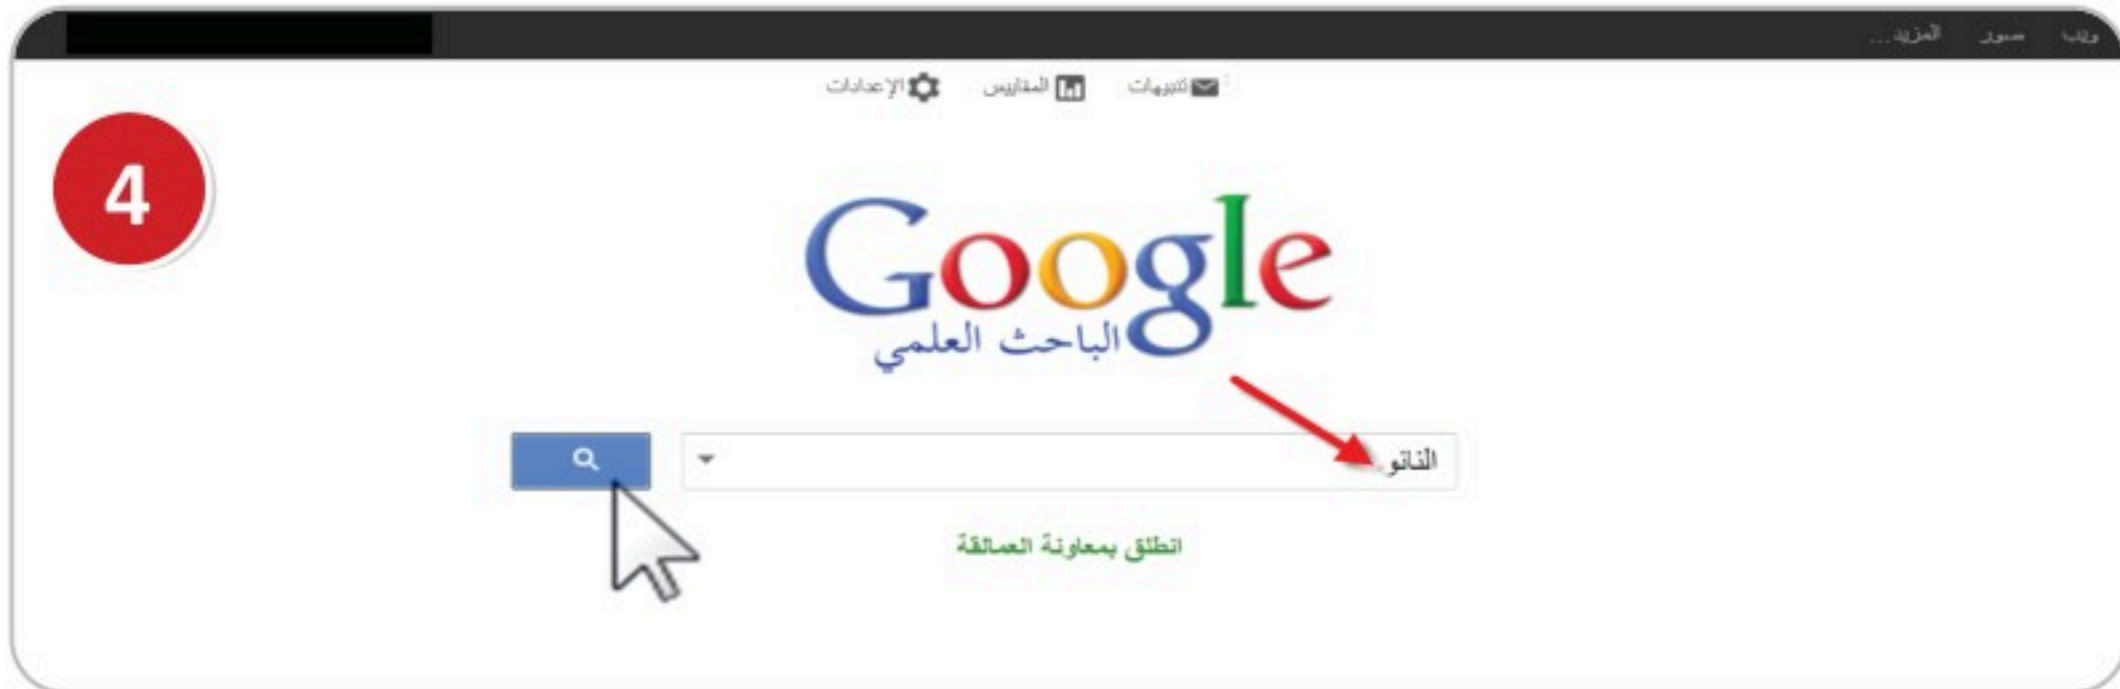 ويب صور المزيد...
تنبيهات المقاييس الإعدادات
4
Google
الباحث العلمي
النانو
انطلق بمعاونة العمالقة